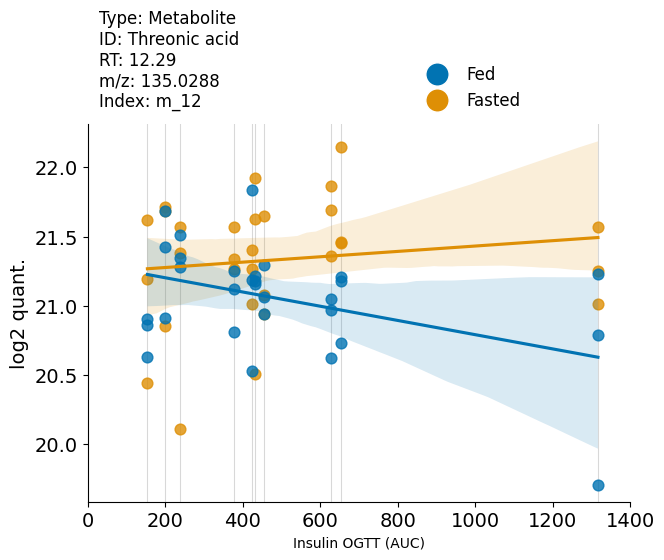 Type: Metabolite
ID: Threonic acid
RT: 12.29
m/z: 135.0288
Index: m_12
Fed
Fasted
22.0
21.5
21.0
20.5
20.0
log2 quant.
0 200 400 600 800 1000 1200 1400
Insulin OGTT (AUC)